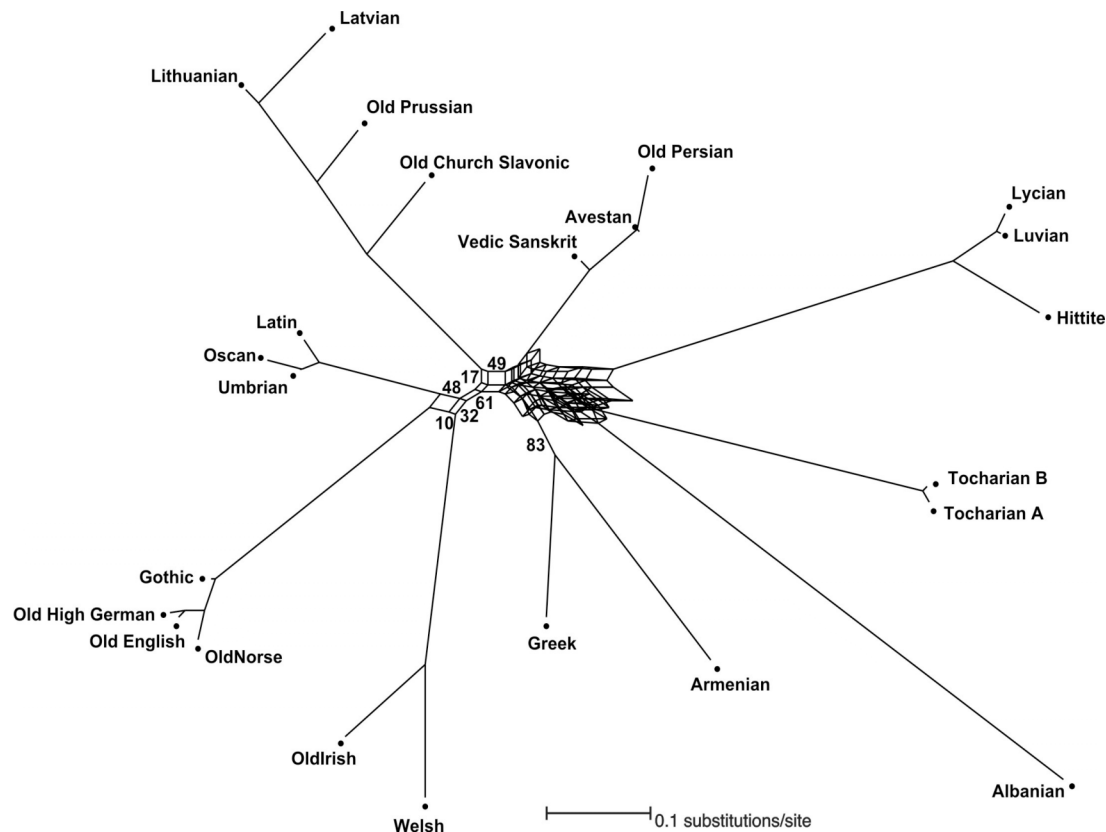 Latvian
Lithuanian
Old Prussian
Old Church Slavonic
Old Persian
Avestan
Vedic Sanskrit
Lycian
Luvian
Hittite
Latin
Oscan
Umbrian
49
17
48
61
32
10
83
Tocharian B
Tocharian A
Gothic
Old High German
Old English
OldNorse
Greek
Armenian
OldIrish
Albanian
Welsh
0.1 substitutions/site